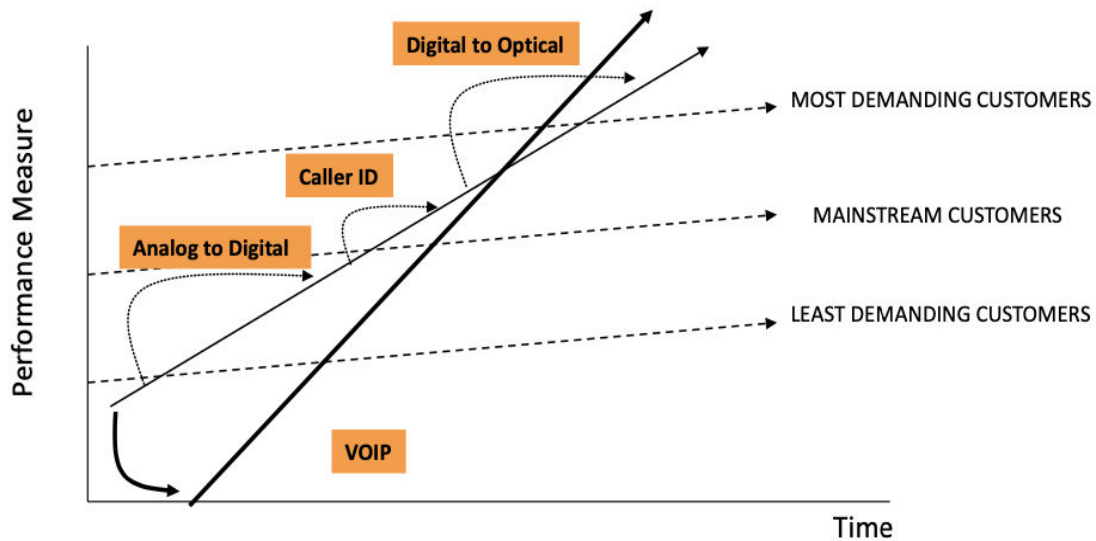 Digital to Optical
MOST DEMANDING CUSTOMERS
Caller ID
MAINSTREAM CUSTOMERS
Analog to Digital
LEAST DEMANDING CUSTOMERS
Performance Measure
VOIP
Time